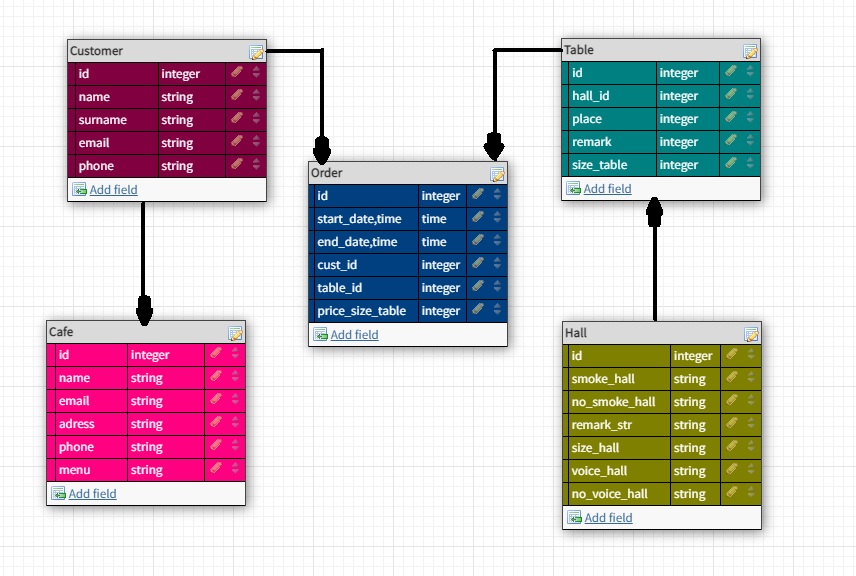 Customer
id integer
name string
surname string
email string
phone string
Add field
Table
id integer
hall_id integer
place integer
remark integer
size_table integer
Add field
Order
id integer
start_date,time time
end_date,time time
cust_id integer
table_id integer
price_size_table integer
Add field
Cafe
id integer
name string
email string
adress string
phone string
menu string
Add field
Hall
id integer
smoke_hall string
no_smoke_hall string
remark_str string
size_hall string
voice_hall string
no_voice_hall string
Add field